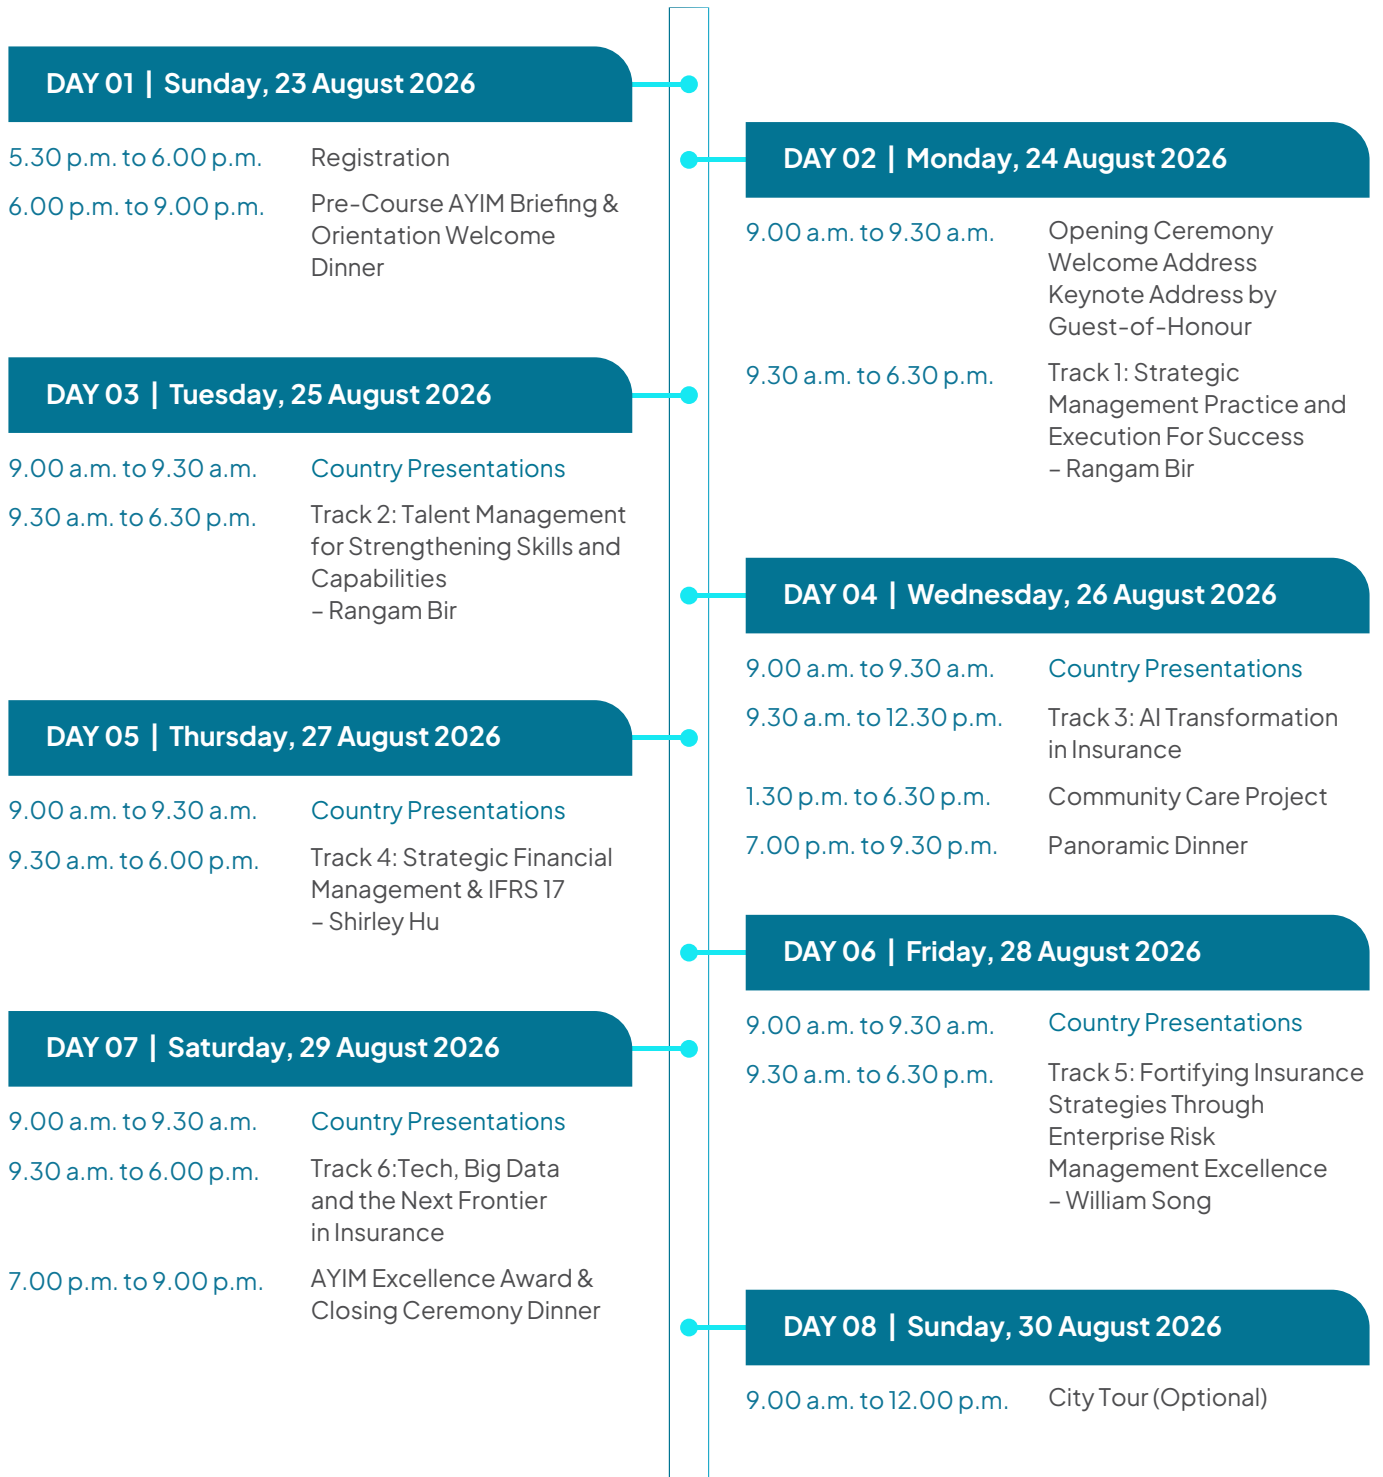 DAY 01 | Sunday, 23 August 2026
5.30 p.m. to 6.00 p.m. Registration
6.00 p.m. to 9.00 p.m. Pre-Course AYIM Briefing &
Orientation Welcome
Dinner
DAY 02 | Monday, 24 August 2026
9.00 a.m. to 9.30 a.m. Opening Ceremony
Welcome Address
Keynote Address by
Guest-of-Honour
9.30 a.m. to 6.30 p.m. Track 1: Strategic
Management Practice and
Execution For Success
– Rangam Bir
DAY 03 | Tuesday, 25 August 2026
9.00 a.m. to 9.30 a.m. Country Presentations
9.30 a.m. to 6.30 p.m. Track 2: Talent Management
for Strengthening Skills and
Capabilities
– Rangam Bir
DAY 04 | Wednesday, 26 August 2026
9.00 a.m. to 9.30 a.m. Country Presentations
9.30 a.m. to 12.30 p.m. Track 3: AI Transformation
in Insurance
1.30 p.m. to 6.30 p.m. Community Care Project
7.00 p.m. to 9.30 p.m. Panoramic Dinner
DAY 05 | Thursday, 27 August 2026
9.00 a.m. to 9.30 a.m. Country Presentations
9.30 a.m. to 6.00 p.m. Track 4: Strategic Financial
Management & IFRS 17
– Shirley Hu
DAY 06 | Friday, 28 August 2026
9.00 a.m. to 9.30 a.m. Country Presentations
9.30 a.m. to 6.30 p.m. Track 5: Fortifying Insurance
Strategies Through
Enterprise Risk
Management Excellence
– William Song
DAY 07 | Saturday, 29 August 2026
9.00 a.m. to 9.30 a.m. Country Presentations
9.30 a.m. to 6.00 p.m. Track 6:Tech, Big Data
and the Next Frontier
in Insurance
7.00 p.m. to 9.00 p.m. AYIM Excellence Award &
Closing Ceremony Dinner
DAY 08 | Sunday, 30 August 2026
9.00 a.m. to 12.00 p.m. City Tour (Optional)